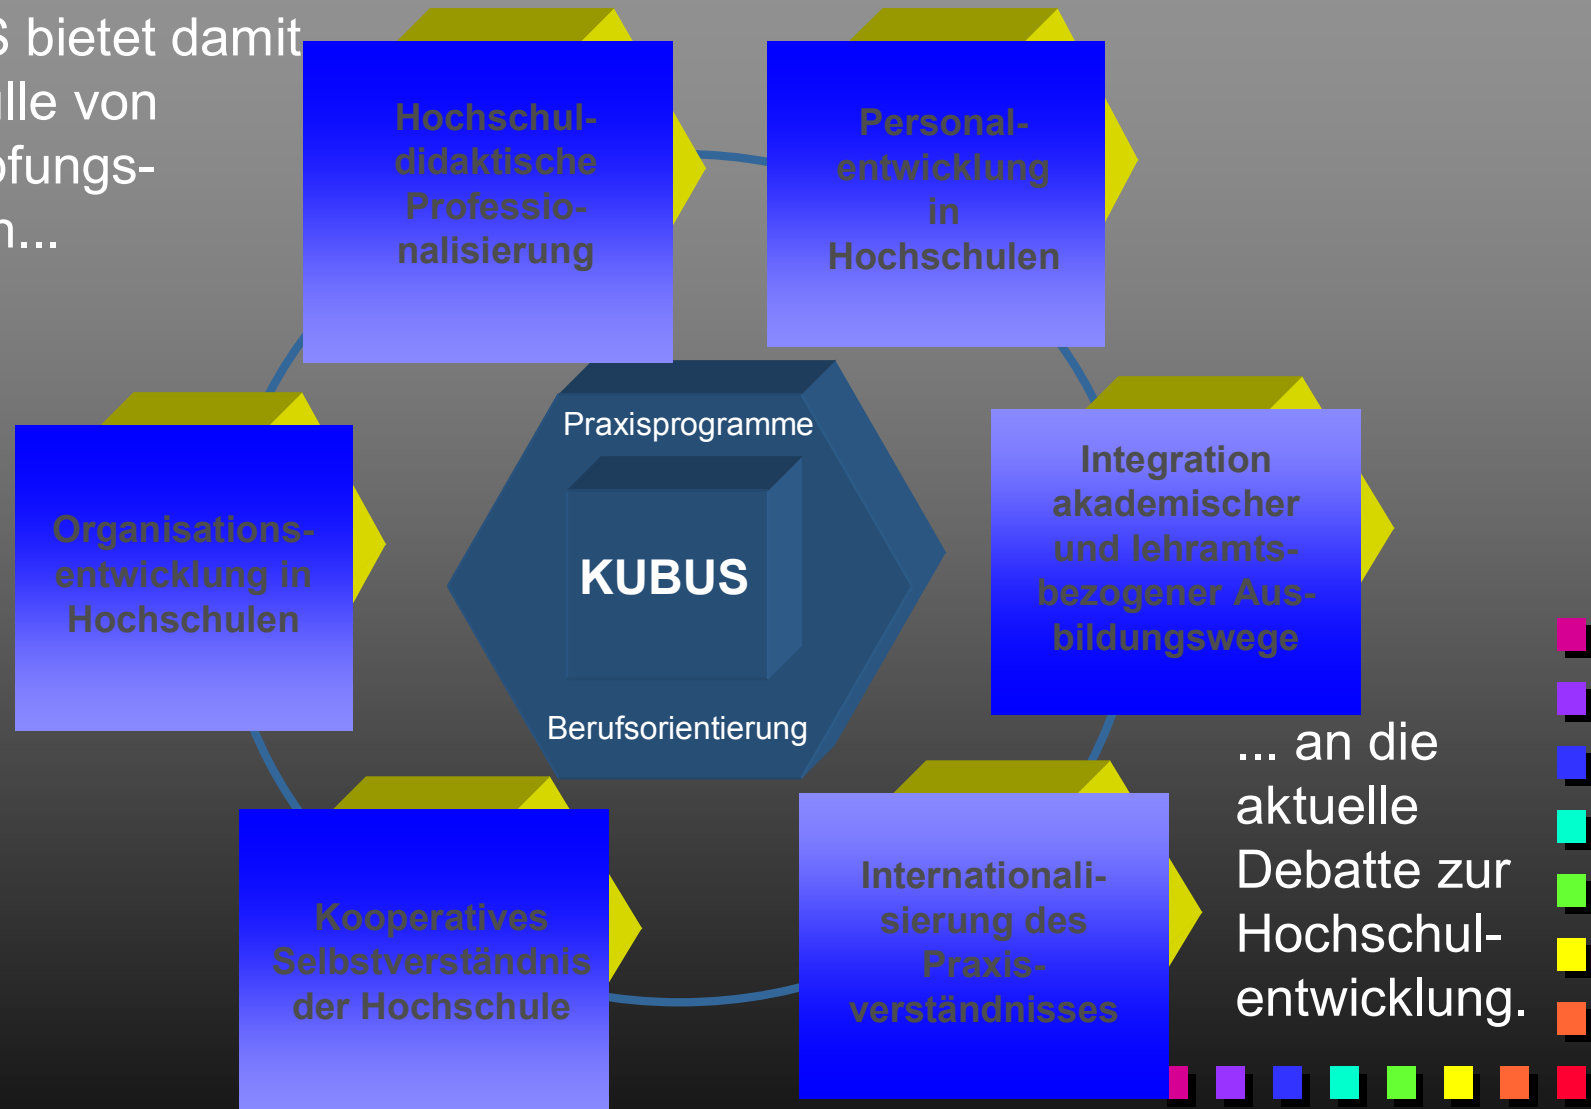 bietet damit
von
n...
Hochschul-
didaktische
Professio-
nalisierung
Personal-
entwicklung
in
Hochschulen
Organisations-
entwicklung in
Hochschulen
Praxisprogramme
KUBUS
Berufsorientierung
Integration
akademischer
und lehramts-
bezogener Aus-
bildungswege
Kooperatives
Selbstverständnis
der Hochschule
Internationali-
sierung des
Praxis-
verständnisses
... an die
aktuelle
Debatte zur
Hochschul-
entwicklung.